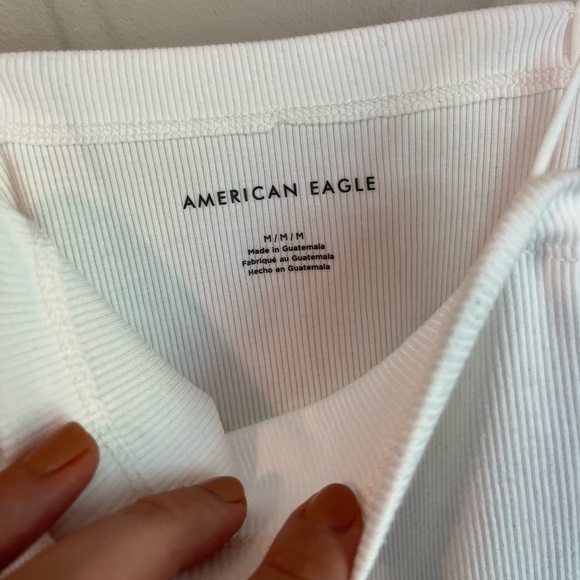 AMERICAN EAGLE
M/M/M
Made in Guatemala
Fabriqué au Guatemala
Hecho en Guatemala